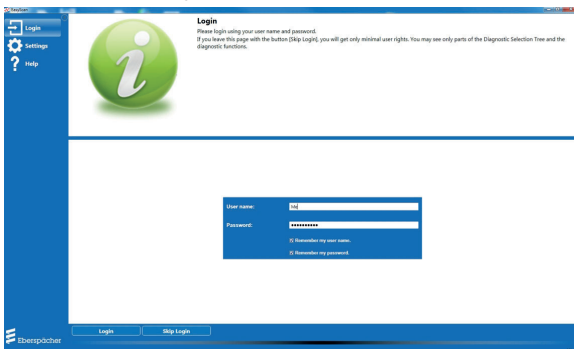 EasyScan
Login
Settings
Help
Login
Please login using your user name and password.
If you leave this page with the button [Skip Login], you will get only minimal user rights. You may see only parts of the Diagnostic Selection Tree and the
diagnostic functions.
User name:
Me
Password:
Remember my user name.
Remember my password.
Login
Skip Login
Eberspächer